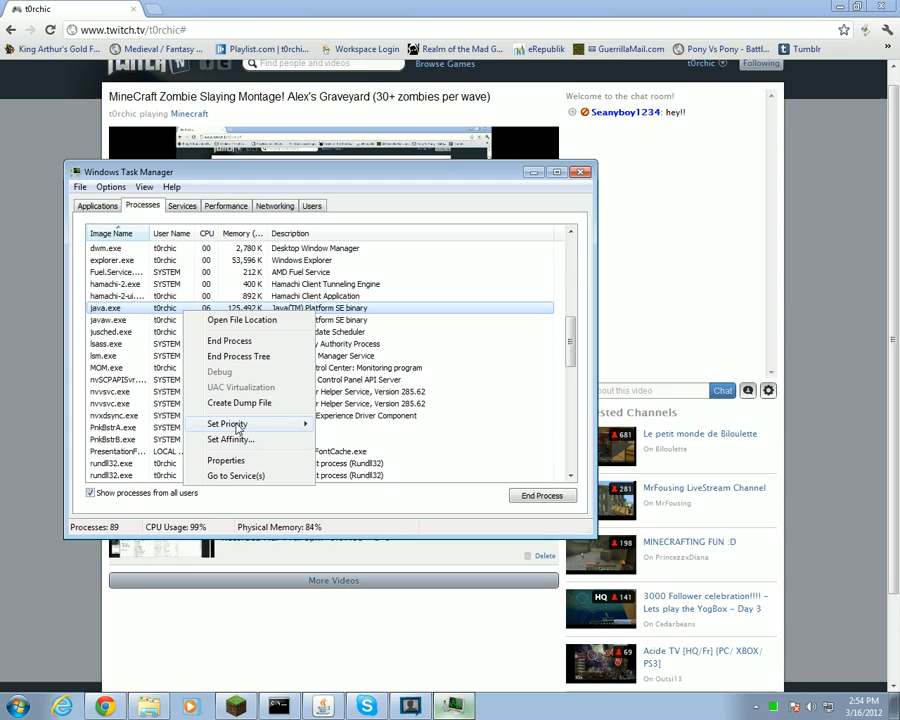 t0rchic
www.twitch.tv/t0rchic#
King Arthur's Gold F...
Medieval / Fantasy ...
Playlist.com | t0rchi...
Workspace Login
Realm of the Mad G...
eRepublik
GuerrillaMail.com
Pony Vs Pony - Battl...
Tumblr
»
twitch TV
Find people and videos
Browse Games
t0rchic
Following
MineCraft Zombie Slaying Montage! Alex's Graveyard (30+ zombies per wave)
t0rchic playing Minecraft
Welcome to the chat room!
Seanyboy1234: hey!!
Windows Task Manager
File Options View Help
Applications Processes Services Performance Networking Users
Image Name User Name CPU Memory (... Description
dwm.exe t0rchic 00 2,780 K Desktop Window Manager
explorer.exe t0rchic 00 53,596 K Windows Explorer
Fuel.Service.... SYSTEM 00 212 K AMD Fuel Service
hamachi-2.exe SYSTEM 00 400 K Hamachi Client Tunneling Engine
hamachi-2-ui.... SYSTEM 00 892 K Hamachi Client Application
java.exe t0rchic 06 125,492 K Java(TM) Platform SE binary
javaw.exe t0rchic Platform SE binary
jusched.exe t0rchic date Scheduler
lsass.exe SYSTEM Authority Process
lsm.exe SYSTEM Manager Service
MOM.exe t0rchic Control: Monitoring program
nvSCPAPISvr.... SYSTEM Control Panel API Server
nvvsvc.exe SYSTEM Helper Service, Version 285.62
nvvsvc.exe SYSTEM Helper Service, Version 285.62
nvxdsync.exe SYSTEM Experience Driver Component
PnkBstrA.exe SYSTEM
PnkBstrB.exe SYSTEM
PresentationF... LOCAL ... FontCache.exe
rundll32.exe t0rchic process (Rundll32)
rundll32.exe t0rchic process (Rundll32)
Open File Location
End Process
End Process Tree
Debug
UAC Virtualization
Create Dump File
Set Priority
Set Affinity...
Properties
Go to Service(s)
Show processes from all users
End Process
Processes: 89 CPU Usage: 99% Physical Memory: 84%
Delete
More Videos
about this video
Chat
ested Channels
681
Le petit monde de Biloulette
On Biloulette
281
MrFousing LiveStream Channel
On MrFousing
198
MINECRAFTING FUN :D
On PrincezzxDiana
HQ 141
3000 Follower celebration!!!! -
Lets play the YogBox - Day 3
On Cedarbeans
69
Acide TV [HQ/Fr] [PC/ XBOX/
PS3]
On Outsi13
2:54 PM
3/16/2012